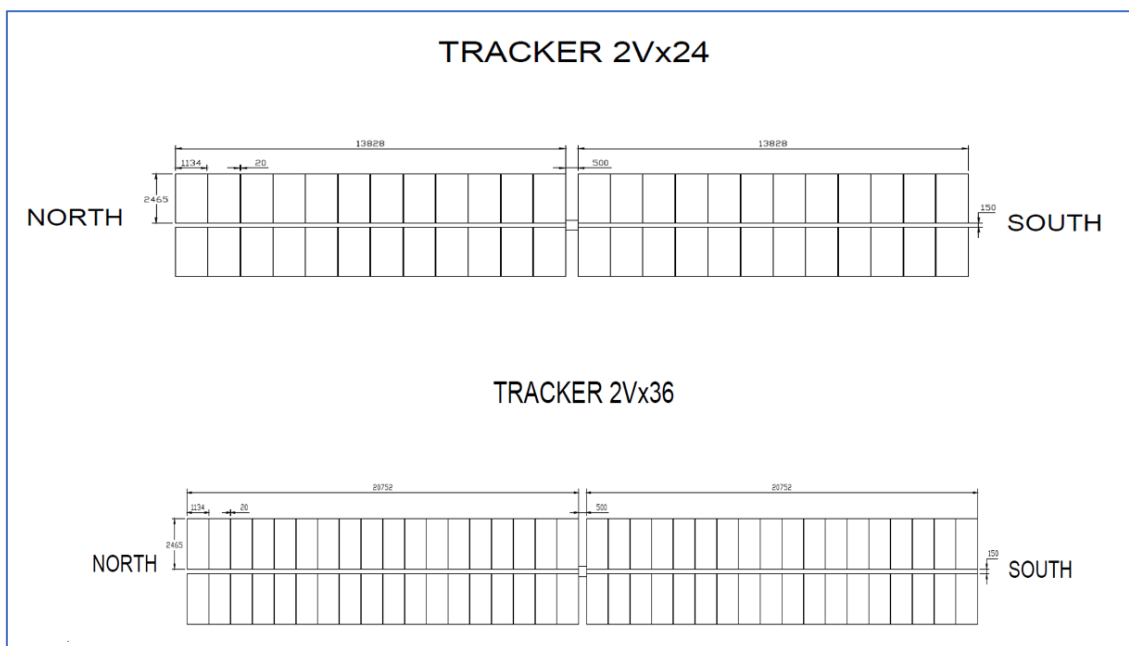 TRACKER 2Vx24
13828 13828
1134 20 500
2465
150
NORTH SOUTH
TRACKER 2Vx36
20752 20752
1134 20 500
2465
150
NORTH SOUTH